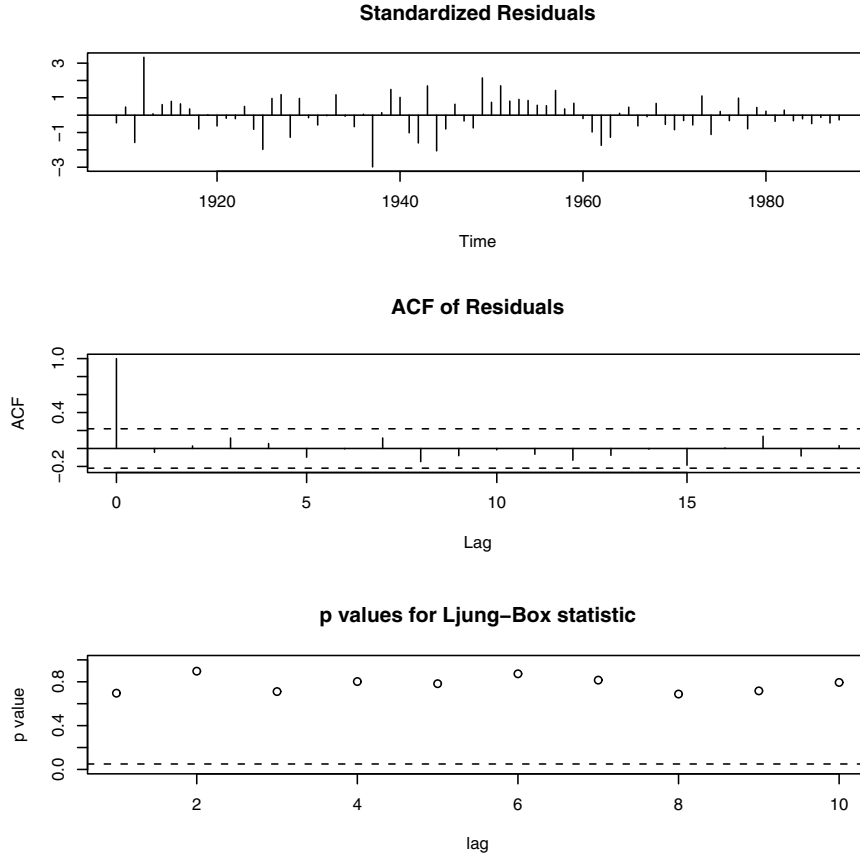 Standardized Residuals
3
1
−1
−3
1920 1940 1960 1980
Time
ACF of Residuals
1.0
0.4
−0.2
ACF
0 5 10 15
Lag
p values for Ljung−Box statistic
0.8
0.4
0.0
p value
2 4 6 8 10
lag